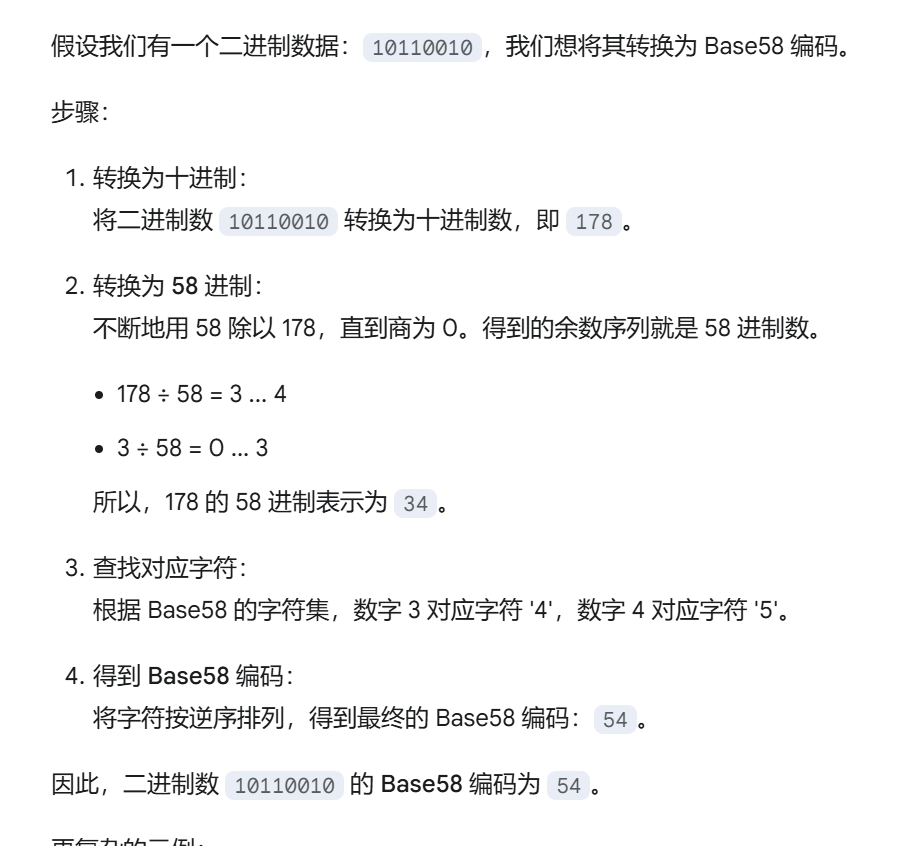 假设我们有一个二进制数据：10110010，我们想将其转换为 Base58 编码。
步骤：
1. 转换为十进制：
将二进制数 10110010 转换为十进制数，即 178。
2. 转换为 58 进制：
不断地用 58 除以 178，直到商为 0。得到的余数序列就是 58 进制数。
• 178 ÷ 58 = 3 ... 4
• 3 ÷ 58 = 0 ... 3
所以，178 的 58 进制表示为 34。
3. 查找对应字符：
根据 Base58 的字符集，数字 3 对应字符 '4'，数字 4 对应字符 '5'。
4. 得到 Base58 编码：
将字符按逆序排列，得到最终的 Base58 编码：54。
因此，二进制数 10110010 的 Base58 编码为 54。